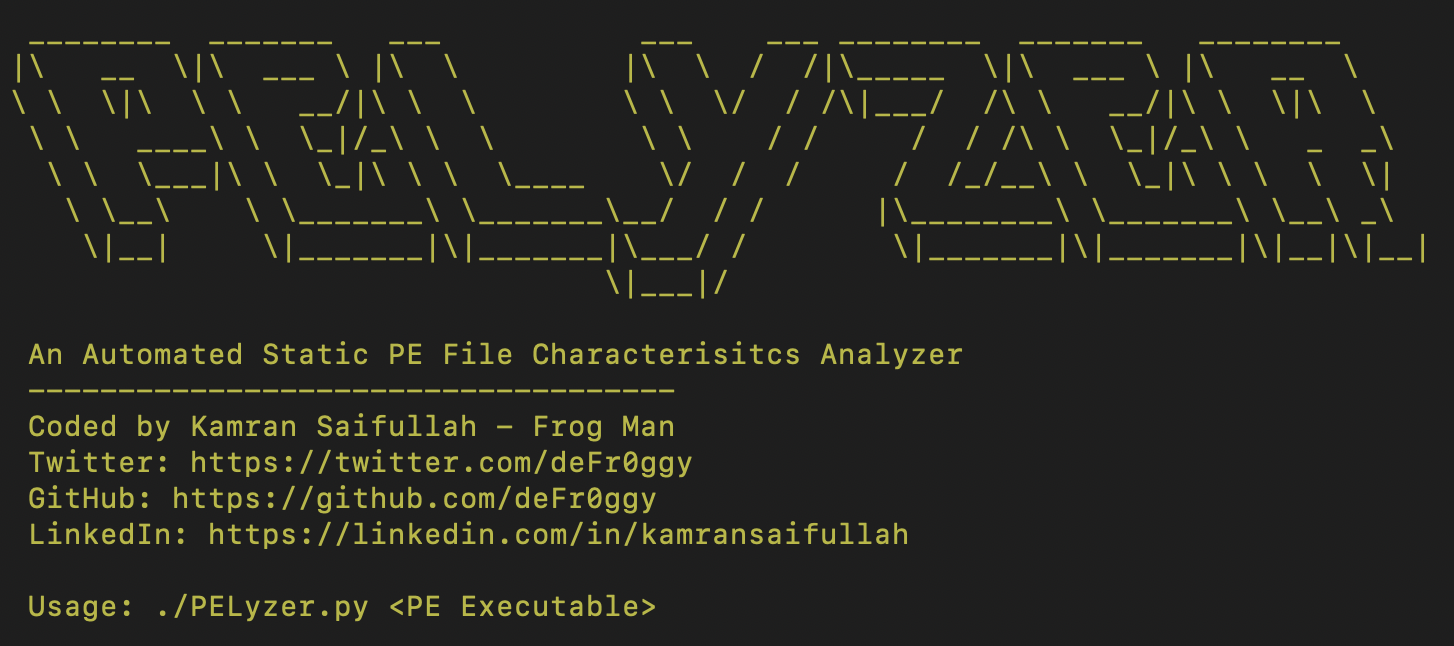 PELYZER
An Automated Static PE File Characterisitcs Analyzer
------------------------------------
Coded by Kamran Saifullah - Frog Man
Twitter: https://twitter.com/deFr0ggy
GitHub: https://github.com/deFr0ggy
LinkedIn: https://linkedin.com/in/kamransaifullah
Usage: ./PELyzer.py <PE Executable>